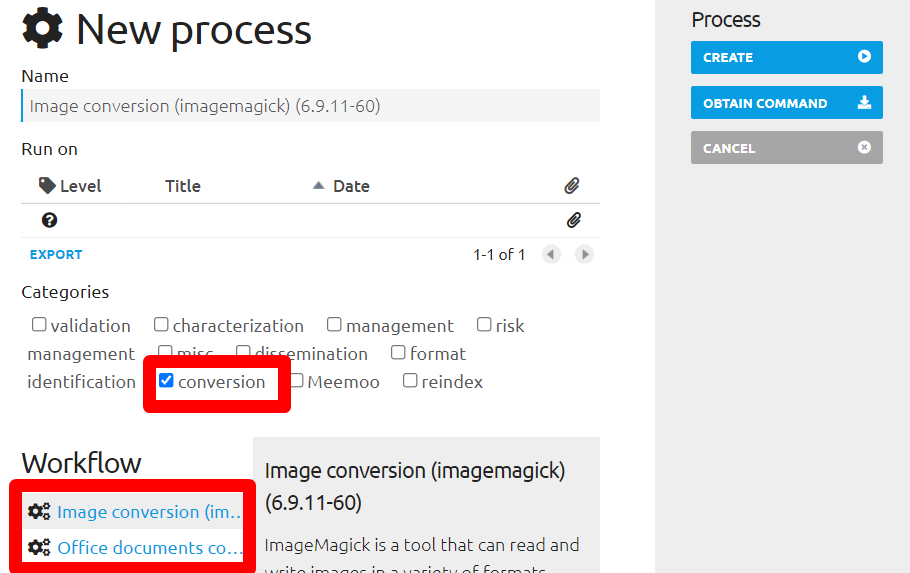 New process
Name
Image conversion (imagemagick) (6.9.11-60)
Run on
Level Title Date
EXPORT 1-1 of 1
Categories
validation characterization management risk
management misc dissemination format
identification conversion Meemoo reindex
Workflow
Image conversion (im...
Office documents co...
Image conversion (imagemagick)
(6.9.11-60)
ImageMagick is a tool that can read and
write images in a variety of formats
Process
CREATE
OBTAIN COMMAND
CANCEL